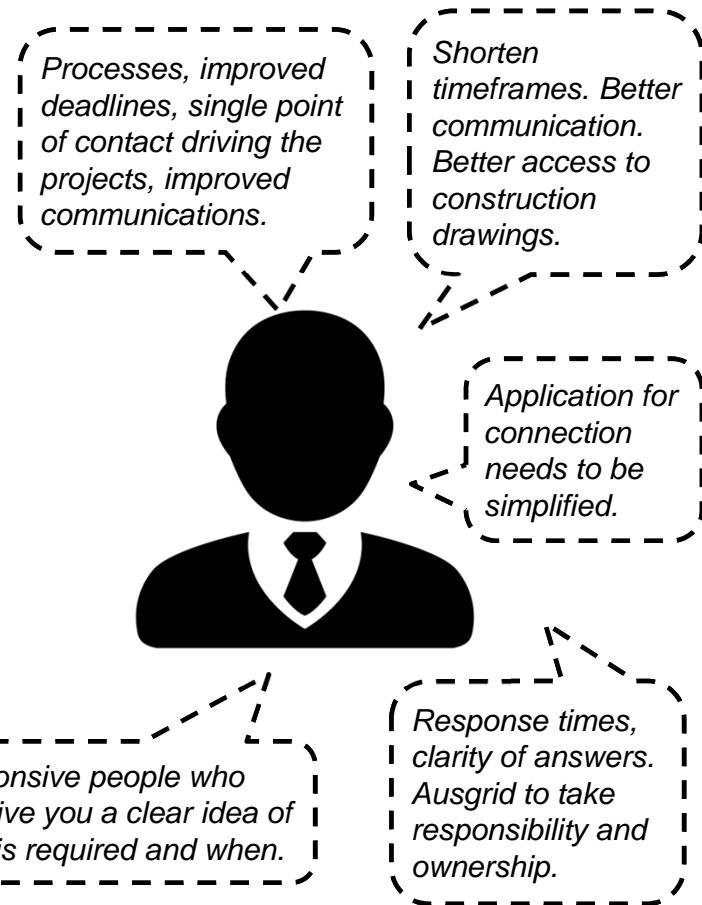 Processes, improved
deadlines, single point
of contact driving the
projects, improved
communications.
Shorten
timeframes. Better
communication.
Better access to
construction
drawings.
Application for
connection
needs to be
simplified.
Response times,
clarity of answers.
Ausgrid to take
responsibility and
ownership.
people who
you a clear idea of
is required and when.